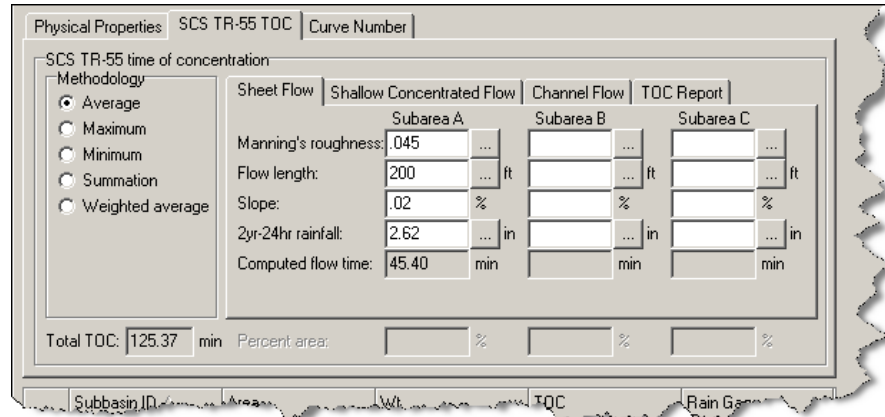 Physical Properties SCS TR-55 TOC Curve Number
SCS TR-55 time of concentration
Methodology
Average
Maximum
Minimum
Summation
Weighted average
Sheet Flow Shallow Concentrated Flow Channel Flow TOC Report
Subarea A Subarea B Subarea C
Manning's roughness: .045 ... ... ...
Flow length: 200 ... ft ... ft ... ft
Slope: .02 % % %
2yr-24hr rainfall: 2.62 ... in ... in ... in
Computed flow time: 45.40 min min min
Total TOC: 125.37 min Percent area: % % %
Subbasin ID Area Wt. TOC Rain